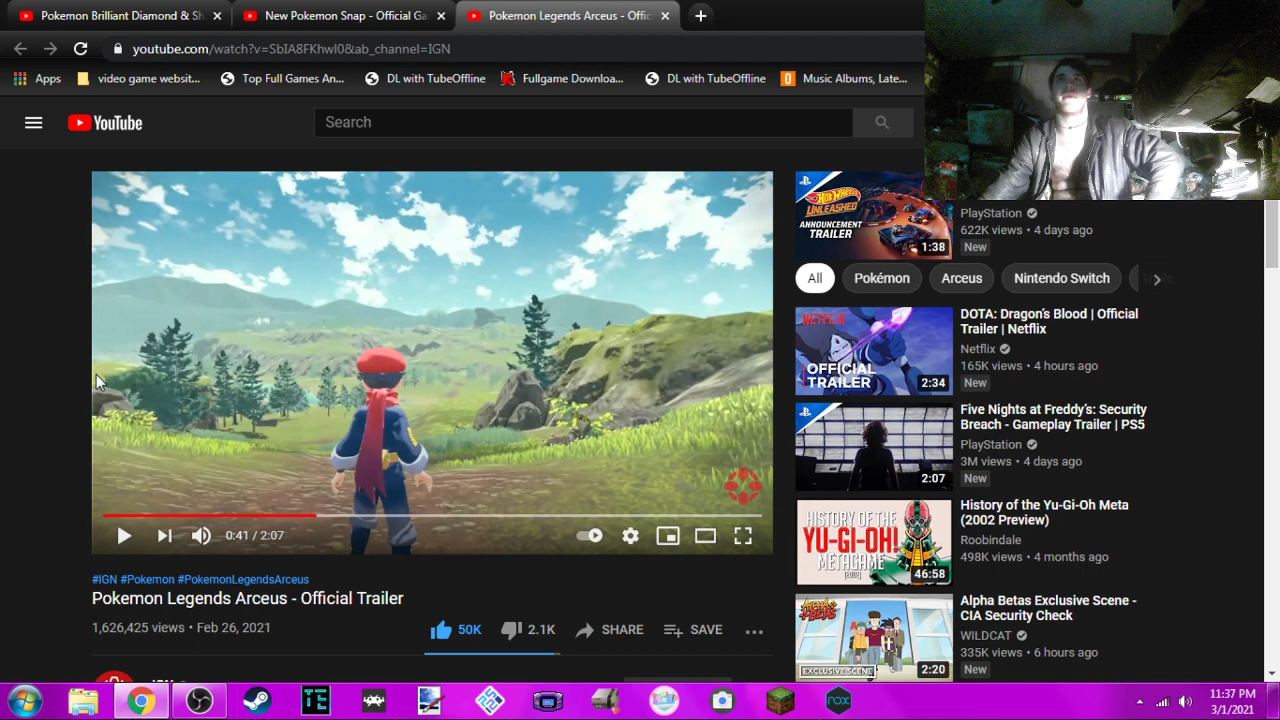 Pokemon Brilliant Diamond & Sh
New Pokemon Snap - Official Ga
Pokemon Legends Arceus - Offic
youtube.com/watch?v=SbIA8FKhwI0&ab_channel=IGN
Apps
video game websit...
Top Full Games An...
DL with TubeOffline
Fullgame Downloa...
DL with TubeOffline
Music Albums, Late...
YouTube
Search
0:41 / 2:07
#IGN #Pokemon #PokemonLegendsArceus
Pokemon Legends Arceus - Official Trailer
1,626,425 views • Feb 26, 2021
50K
2.1K
SHARE
SAVE
HOT WHEELS
UNLEASHED
ANNOUNCEMENT
TRAILER
1:38
PlayStation
622K views • 4 days ago
New
All
Pokémon
Arceus
Nintendo Switch
NETFLIX
OFFICIAL
TRAILER
2:34
DOTA: Dragon's Blood | Official
Trailer | Netflix
Netflix
165K views • 4 hours ago
New
2:07
Five Nights at Freddy's: Security
Breach - Gameplay Trailer | PS5
PlayStation
3M views • 4 days ago
New
HISTORY OF THE
YU-GI-OH!
METAGAME
46:58
History of the Yu-Gi-Oh Meta
(2002 Preview)
Roobindale
498K views • 4 months ago
ALPHA
BETAS
EXCLUSIVE SCENE
2:20
Alpha Betas Exclusive Scene -
CIA Security Check
WILDCAT
335K views • 6 hours ago
New
nox
11:37 PM
3/1/2021